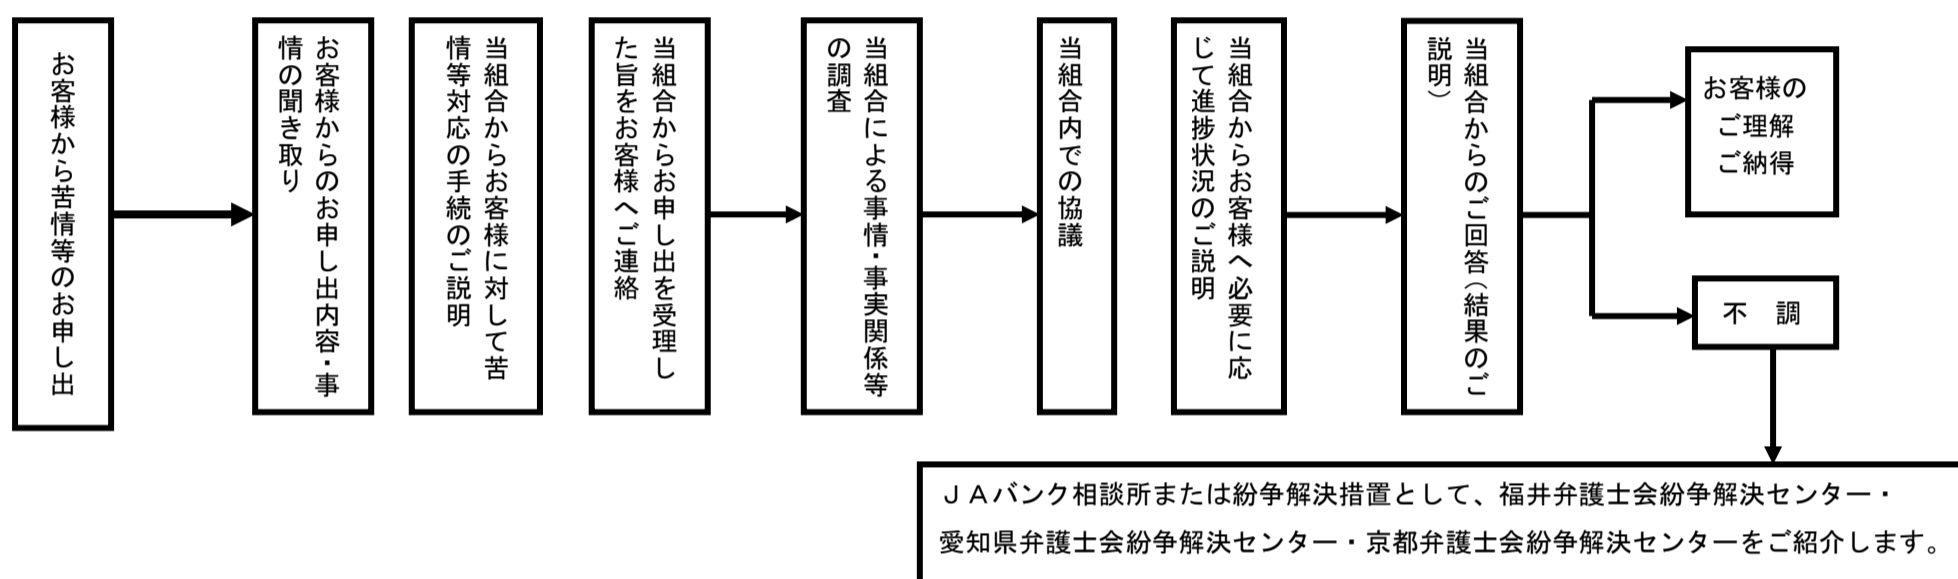 お客様から苦情等のお申し出
お客様からのお申し出内容・事
情の聞き取り
当組合からお客様に対して苦
情等対応の手続のご説明
当組合からお申し出を受理し
た旨をお客様へご連絡
当組合による事情・事実関係等
の調査
当組合内での協議
当組合からお客様へ必要に応
じて進捗状況のご説明
当組合からのご回答（結果のご
説明）
お客様の
ご理解
ご納得
不　調
ＪＡバンク相談所または紛争解決措置として、福井弁護士会紛争解決センター・
愛知県弁護士会紛争解決センター・京都弁護士会紛争解決センターをご紹介します。